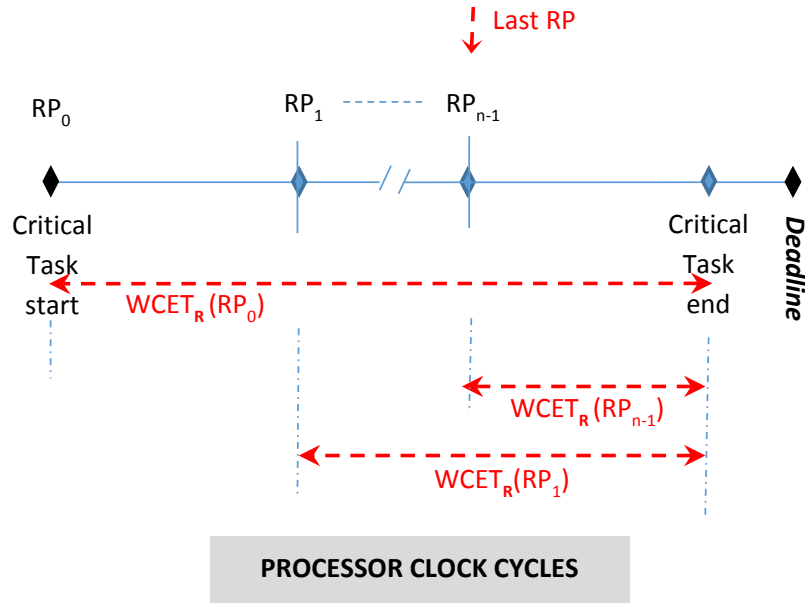 Last RP
RP0
RP1
RPn-1
Critical
Task
start
Critical
Task
end
Deadline
WCETR(RP0)
WCETR(RPn-1)
WCETR(RP1)
PROCESSOR CLOCK CYCLES